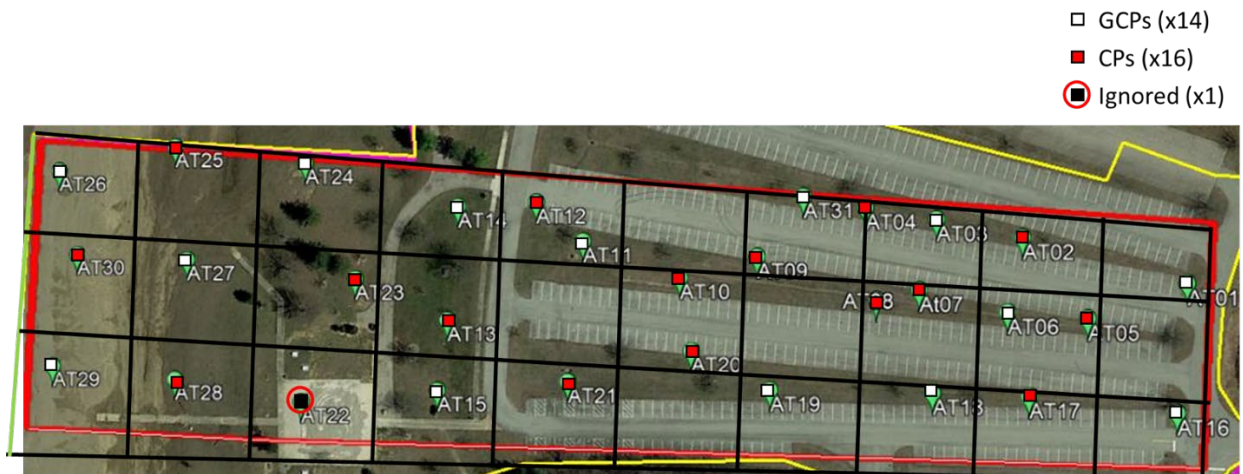 GCPs (x14)
CPs (x16)
Ignored (x1)
AT25
AT24
AT26
AT14
AT12
AT31
AT04
AT03
AT02
AT11
AT30
AT27
AT23
AT10
AT09
AT08
At07
AT01
AT13
AT06
AT05
AT20
AT29
AT28
AT22
AT15
AT21
AT19
AT18
AT17
AT16